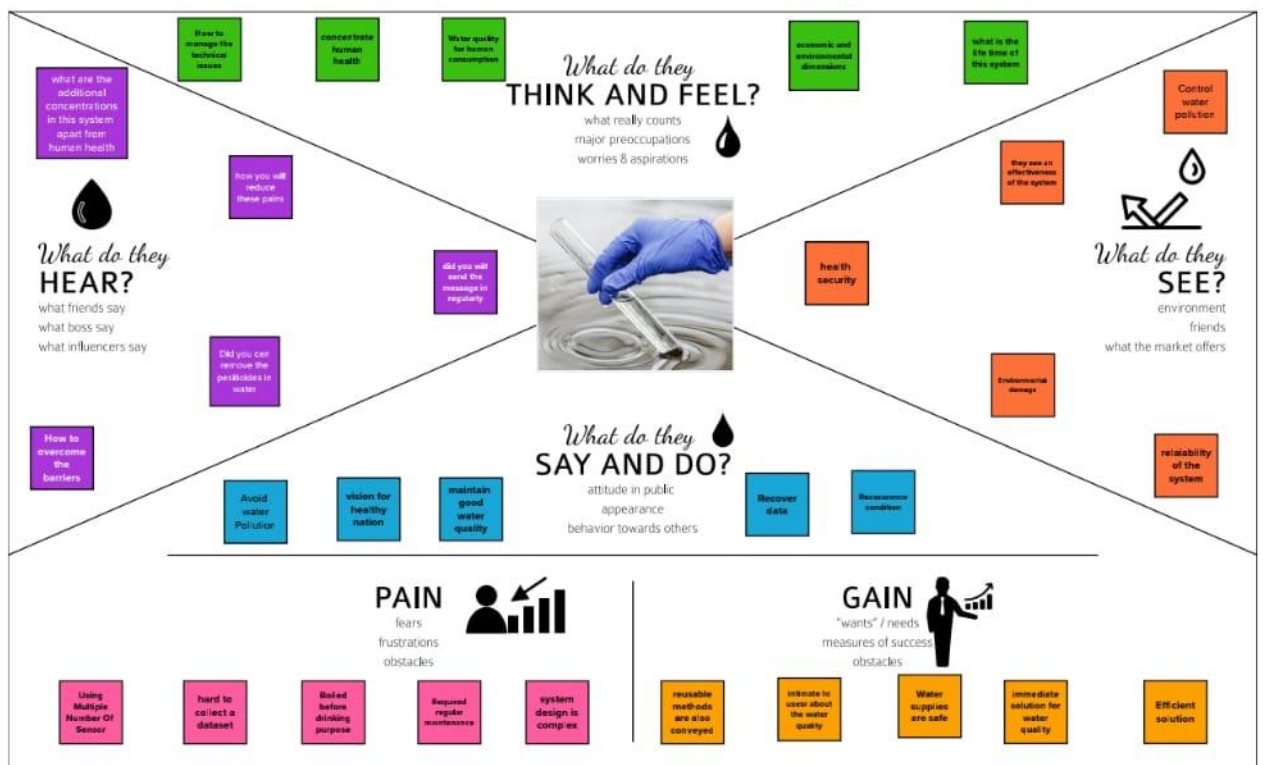 How to
manage the
technical
issues
concentrate
human
health
Water quality
for human
consumption
What do they
THINK AND FEEL?
what really counts
major preoccupations
worries & aspirations
economic and
environmental
dimensions
what is the
life time of
this system
what are the
additional
concentrations
in this system
apart from
human health
how you will
reduce
these pains
What do they
HEAR?
what friends say
what boss say
what influencers say
did you will
send the
message in
regularly
Did you can
remove the
pesticides in
water
How to
overcome
the
barriers
Control
water
pollution
they see an
effectiveness
of the system
health
security
What do they
SEE?
environment
friends
what the market offers
Environmental
damage
relaiability
of the
system
What do they
SAY AND DO?
attitude in public
appearance
behavior towards others
Avoid
water
Pollution
vision for
healthy
nation
maintain
good
water
quality
Recover
data
condition
PAIN
fears
frustrations
obstacles
Using
Multiple
Number Of
Sensor
hard to
collect a
dataset
Boiled
before
drinking
purpose
Required
regular
maintenance
system
design is
complex
GAIN
"wants" / needs
measures of success
obstacles
reusable
methods
are also
conveyed
intimate to
user about
the water
quality
Water
supplies
are safe
immediate
solution for
water
quality
Efficient
solution